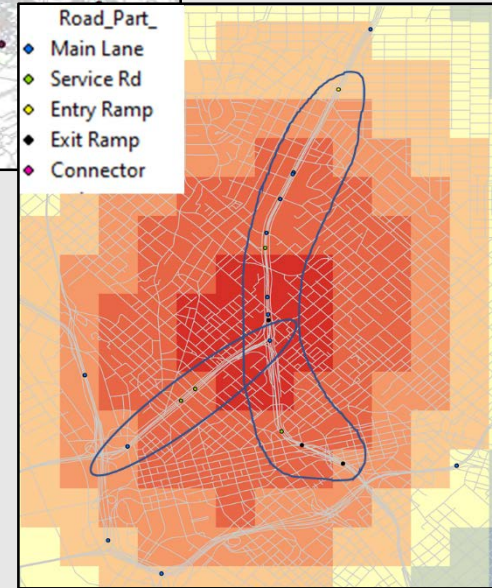 Road_Part_
Main Lane
Service Rd
Entry Ramp
Exit Ramp
Connector